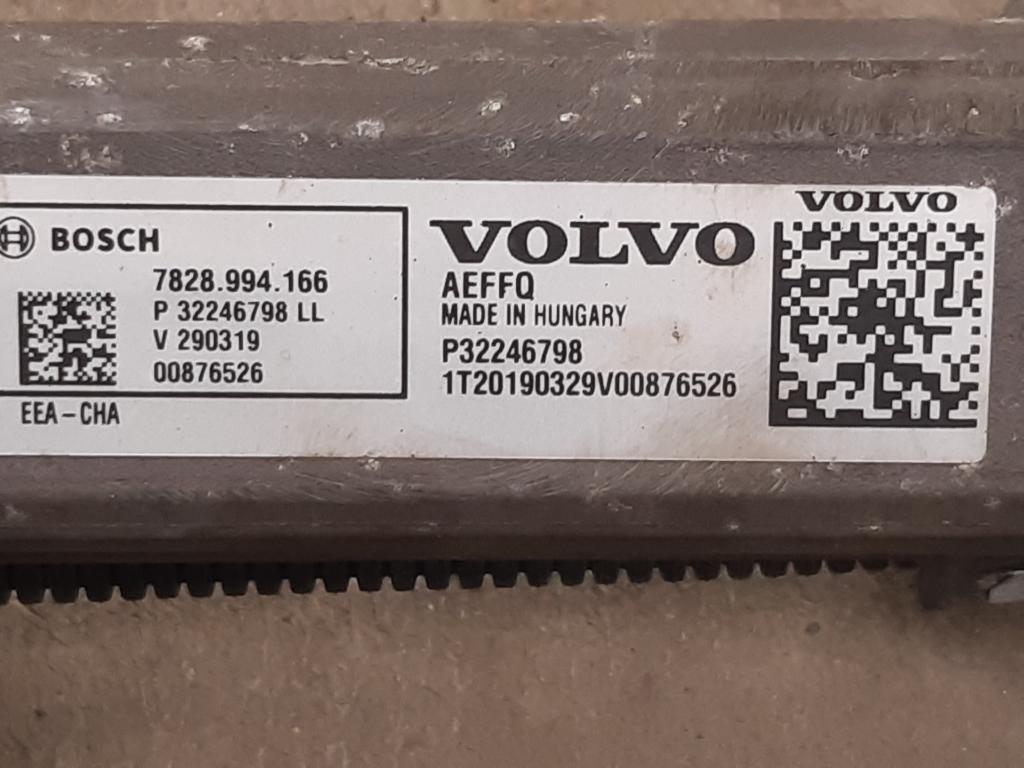 BOSCH
7828.994.166
P 32246798 LL
V 290319
00876526
EEA-CHA
VOLVO
AEFFQ
MADE IN HUNGARY
P32246798
1T20190329V00876526
VOLVO